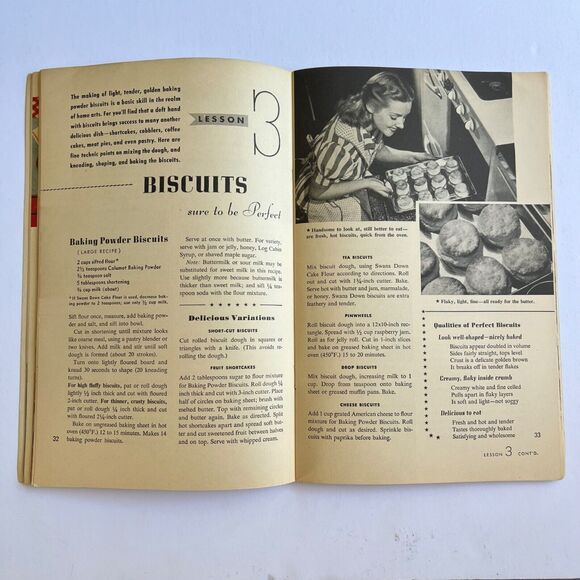 The making of light, tender, golden baking
powder biscuits is a basic skill in the realm
of home arts. For you'll find that a deft hand
with biscuits brings success to many another
delicious dish—shortcakes, cobblers, coffee
cakes, meat pies, and even pastry. Here are
fine technic points on mixing the dough, and
kneading, shaping, and baking the biscuits.
LESSON 3
BISCUITS
sure to be Perfect
Baking Powder Biscuits
(LARGE RECIPE)
2 cups sifted flour*
2½ teaspoons Calumet Baking Powder
¾ teaspoon salt
5 tablespoons shortening
¾ cup milk (about)
*If Swans Down Cake Flour is used, decrease bak-
ing powder to 2 teaspoons; use only ½ cup milk.
Sift flour once, measure, add baking pow-
der and salt, and sift into bowl.
Cut in shortening until mixture looks
like coarse meal, using a pastry blender or
two knives. Add milk and stir until soft
dough is formed (about 20 strokes).
Turn onto lightly floured board and
knead 30 seconds to shape (20 kneading
turns).
For high fluffy biscuits, pat or roll dough
lightly ½ inch thick and cut with floured
2-inch cutter. For thinner, crusty biscuits,
pat or roll ¼ inch thick and cut with
floured 2¼-inch cutter.
Bake on ungreased baking sheet in hot
oven (450°F.) 12 to 15 minutes. Makes 14
baking powder biscuits.
32
Serve at once with butter. For variety,
serve with jam or jelly, honey, Log Cabin
Syrup, or shaved maple sugar.
Note: Buttermilk or sour milk may be
substituted for sweet milk in this recipe.
Use slightly more because buttermilk is
thicker than sweet milk; and sift ¼ tea-
spoon soda with the flour mixture.
Delicious Variations
SHORT-CUT BISCUITS
Cut rolled biscuit dough in squares or
triangles with a knife. (This avoids re-
rolling the dough.)
FRUIT SHORTCAKES
Add 2 tablespoons sugar to flour mixture
for Baking Powder Biscuits. Roll dough ¼
inch thick and cut with 3-inch cutter. Place
half of circles on baking sheet; brush with
melted butter. Top with remaining circles
and butter again. Bake as directed. Split
hot shortcakes apart and spread soft but-
ter and cut sweetened fruit between halves
and on top. Serve with whipped cream.
★ Handsome to look at, still better to eat—
are fresh, hot biscuits, quick from the oven.
TEA BISCUITS
Mix biscuit dough, using Swans Down
Cake Flour according to directions. Roll
out and cut with 1¾-inch cutter. Bake.
Serve hot with butter and jam, marmalade,
or honey. Swans Down Biscuits are extra
feathery and tender.
PINWHEELS
Roll biscuit dough into a 12x10-inch rec-
tangle. Spread with ½ cup raspberry jam.
Roll as for jelly roll. Cut in 1-inch slices
and bake on greased baking sheet in hot
oven (450°F.) 15 to 20 minutes.
DROP BISCUITS
Mix biscuit dough, increasing milk to 1
cup. Drop from teaspoon onto baking
sheet or greased muffin pans. Bake.
CHEESE BISCUITS
Add 1 cup grated American cheese to flour
mixture for Baking Powder Biscuits. Roll
dough and cut as desired. Sprinkle bis-
cuits with paprika before baking.
★ Flaky, light, fine—all ready for the butter.
Qualities of Perfect Biscuits
Look well-shaped—nicely baked
Biscuits appear doubled in volume
Sides fairly straight, tops level
Crust is a delicate golden brown
It breaks off in tender flakes
Creamy, flaky inside crumb
Creamy white and fine celled
Pulls apart in flaky layers
Is soft and light—not soggy
Delicious to eat
Fresh and hot and tender
Tastes thoroughly baked
Satisfying and wholesome
33
LESSON 3 CONT'D.